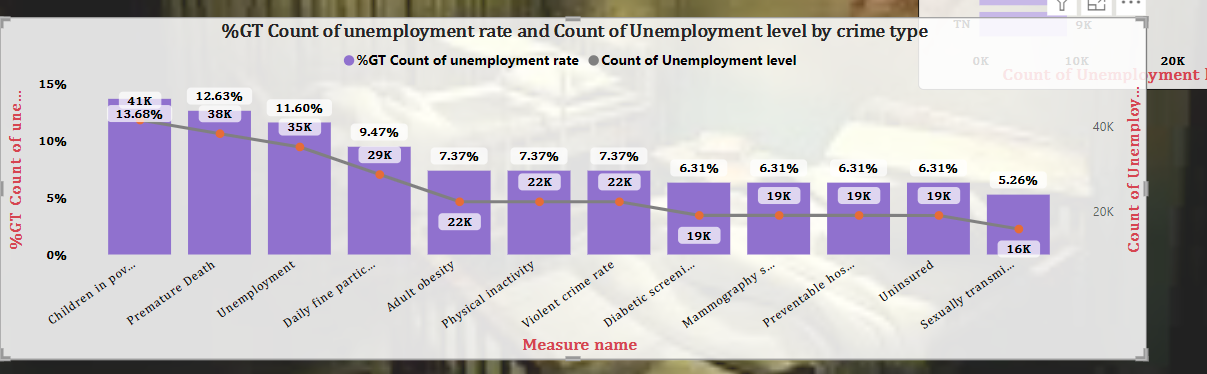 TN
9K
0K 10K 20K
Count of Unemployment l
%GT Count of unemployment rate and Count of Unemployment level by crime type
%GT Count of unemployment rate Count of Unemployment level
%GT Count of une...
15%
10%
5%
0%
41K
13.68%
12.63%
38K
11.60%
35K
9.47%
29K
7.37%
22K
7.37%
22K
7.37%
22K
6.31%
19K
6.31%
19K
6.31%
19K
6.31%
19K
5.26%
16K
40K
20K
Count of Unemploy...
Children in pov...
Premature Death
Unemployment
Daily fine partic...
Adult obesity
Physical inactivity
Violent crime rate
Diabetic screeni...
Mammography s...
Preventable hos...
Uninsured
Sexually transmi...
Measure name